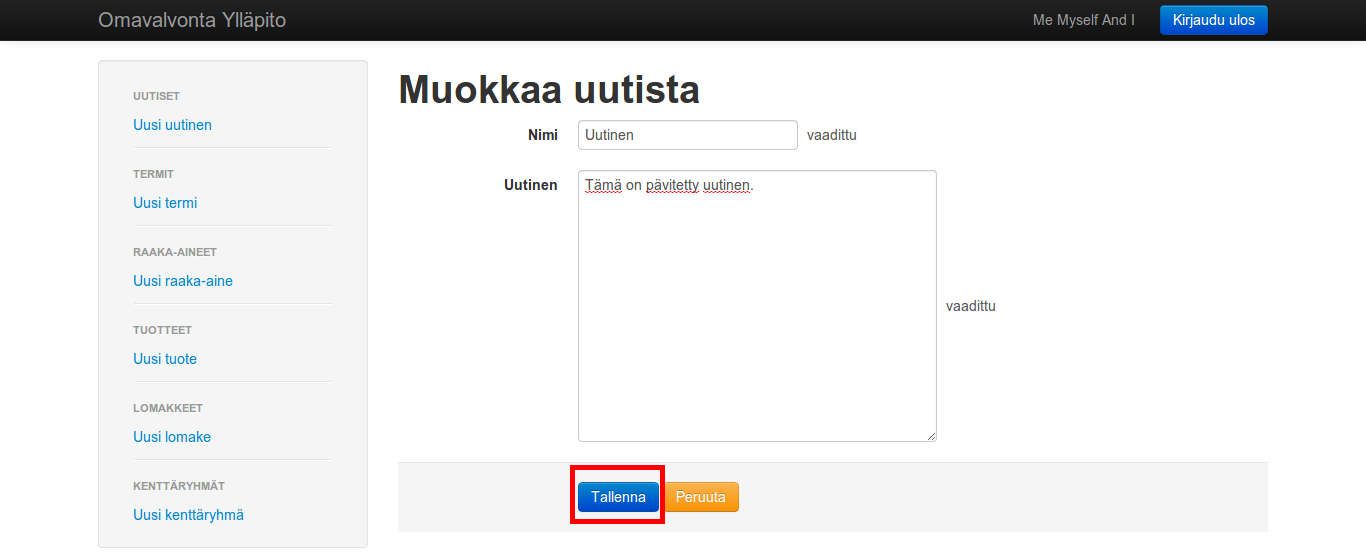 Omavalvonta Ylläpito
Me Myself And I
Kirjaudu ulos
UUTISET
Uusi uutinen
TERMIT
Uusi termi
RAAKA-AINEET
Uusi raaka-aine
TUOTTEET
Uusi tuote
LOMAKKEET
Uusi lomake
KENTTÄRYHMÄT
Uusi kenttäryhmä
Muokkaa uutista
Nimi Uutinen vaadittu
Uutinen Tämä on pävitetty uutinen.
vaadittu
Tallenna Peruuta